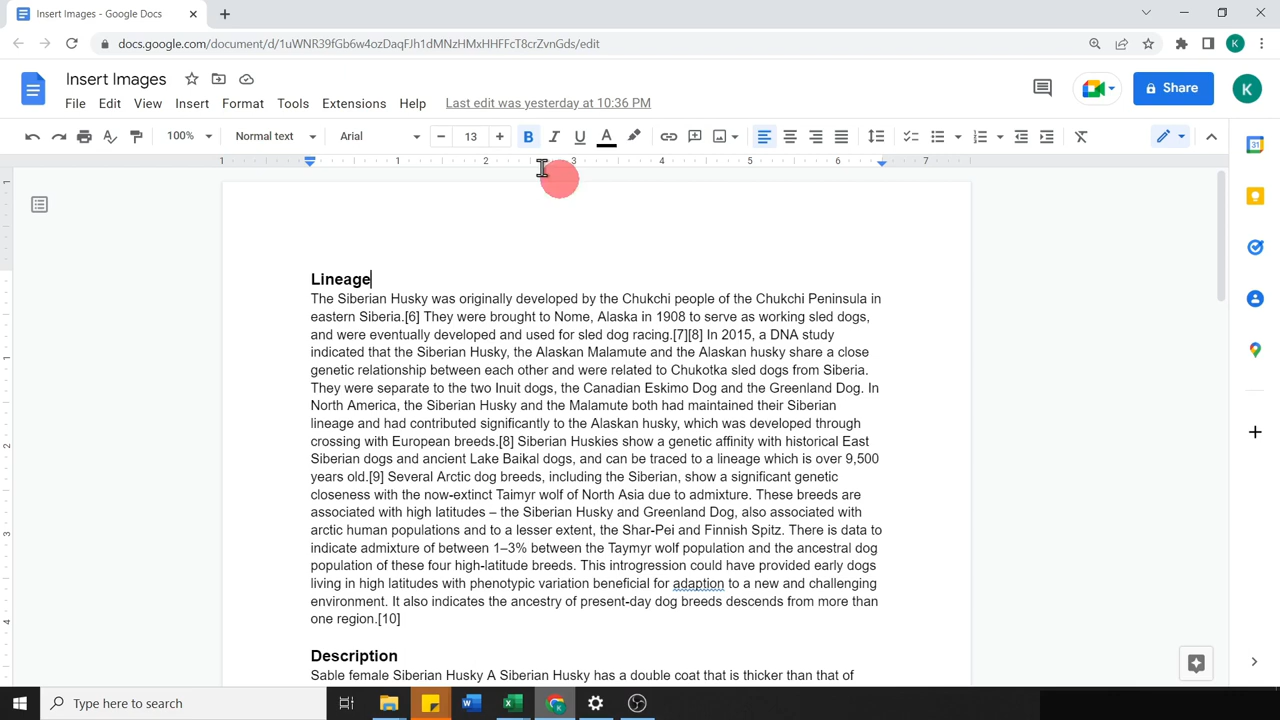 Insert Images - Google Docs
docs.google.com/document/d/1uWNR39fGb6w4ozDaqFJh1dMNzHMxHHFFcT8crZvnGds/edit
K
Insert Images
File Edit View Insert Format Tools Extensions Help Last edit was yesterday at 10:36 PM
Share
K
100% Normal text Arial 13 B I U A
1 1 2 3 4 5 6 7
31
1
Lineage
The Siberian Husky was originally developed by the Chukchi people of the Chukchi Peninsula in
eastern Siberia.[6] They were brought to Nome, Alaska in 1908 to serve as working sled dogs,
and were eventually developed and used for sled dog racing.[7][8] In 2015, a DNA study
indicated that the Siberian Husky, the Alaskan Malamute and the Alaskan husky share a close
genetic relationship between each other and were related to Chukotka sled dogs from Siberia.
They were separate to the two Inuit dogs, the Canadian Eskimo Dog and the Greenland Dog. In
North America, the Siberian Husky and the Malamute both had maintained their Siberian
lineage and had contributed significantly to the Alaskan husky, which was developed through
crossing with European breeds.[8] Siberian Huskies show a genetic affinity with historical East
Siberian dogs and ancient Lake Baikal dogs, and can be traced to a lineage which is over 9,500
years old.[9] Several Arctic dog breeds, including the Siberian, show a significant genetic
closeness with the now-extinct Taimyr wolf of North Asia due to admixture. These breeds are
associated with high latitudes – the Siberian Husky and Greenland Dog, also associated with
arctic human populations and to a lesser extent, the Shar-Pei and Finnish Spitz. There is data to
indicate admixture of between 1–3% between the Taymyr wolf population and the ancestral dog
population of these four high-latitude breeds. This introgression could have provided early dogs
living in high latitudes with phenotypic variation beneficial for adaption to a new and challenging
environment. It also indicates the ancestry of present-day dog breeds descends from more than
one region.[10]
Description
Sable female Siberian Husky A Siberian Husky has a double coat that is thicker than that of
1
2
3
4
Type here to search